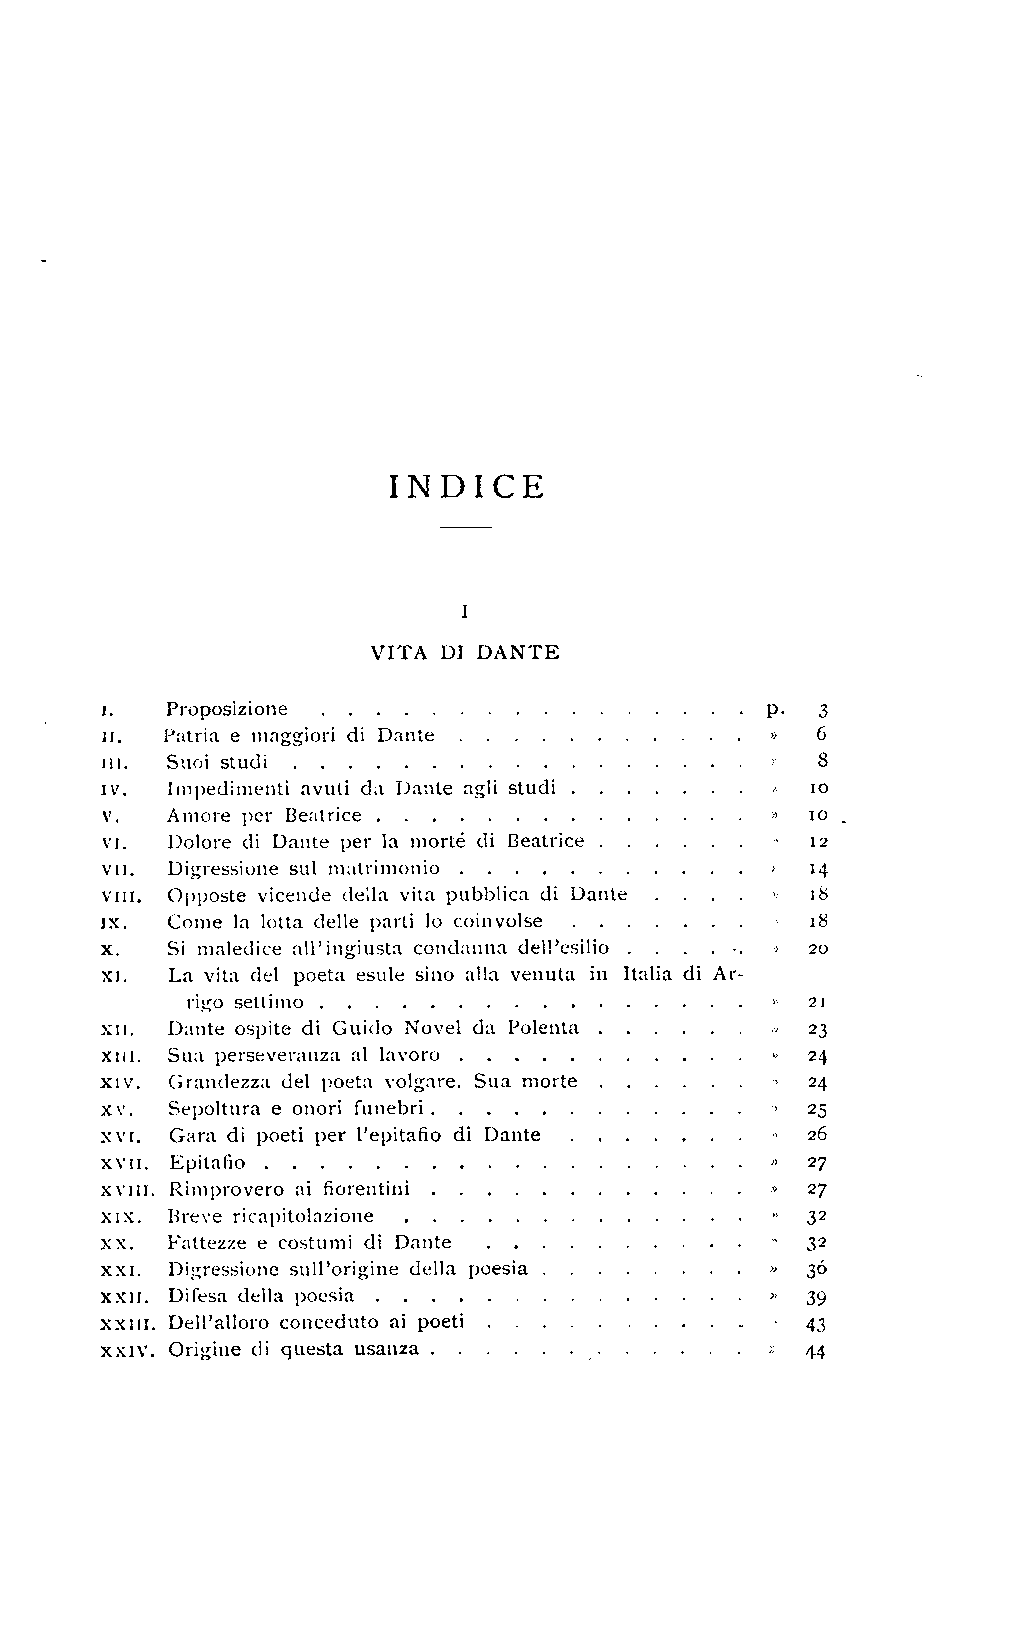 INDICE
I
VITA DI DANTE
I. Proposizione . . . . . . . . . . . . . . . . p. 3
II. Patria e maggiori di Dante . . . . . . . . . . . » 6
III. Suoi studi . . . . . . . . . . . . . . . . . » 8
IV. Impedimenti avuti da Dante agli studi . . . . . . . » 10
V. Amore per Beatrice . . . . . . . . . . . . . . » 10
VI. Dolore di Dante per la morte di Beatrice . . . . . . » 12
VII. Digressione sul matrimonio . . . . . . . . . . . » 14
VIII. Opposte vicende della vita pubblica di Dante . . . . » 18
IX. Come la lotta delle parti lo coinvolse . . . . . . . » 18
X. Si maledice all'ingiusta condanna dell'esilio . . . . . » 20
XI. La vita del poeta esule sino alla venuta in Italia di Ar-
rigo settimo . . . . . . . . . . . . . . . . » 21
XII. Dante ospite di Guido Novel da Polenta . . . . . . » 23
XIII. Sua perseveranza al lavoro . . . . . . . . . . . » 24
XIV. Grandezza del poeta volgare. Sua morte . . . . . . » 24
XV. Sepoltura e onori funebri . . . . . . . . . . . . » 25
XVI. Gara di poeti per l'epitafio di Dante . . . . . . . » 26
XVII. Epitafio . . . . . . . . . . . . . . . . . . » 27
XVIII. Rimprovero ai fiorentini . . . . . . . . . . . . » 27
XIX. Breve ricapitolazione . . . . . . . . . . . . . » 32
XX. Fattezze e costumi di Dante . . . . . . . . . . » 32
XXI. Digressione sull'origine della poesia . . . . . . . . » 36
XXII. Difesa della poesia . . . . . . . . . . . . . . » 39
XXIII. Dell'alloro conceduto ai poeti . . . . . . . . . . » 43
XXIV. Origine di questa usanza . . . . . . . . . . . . » 44